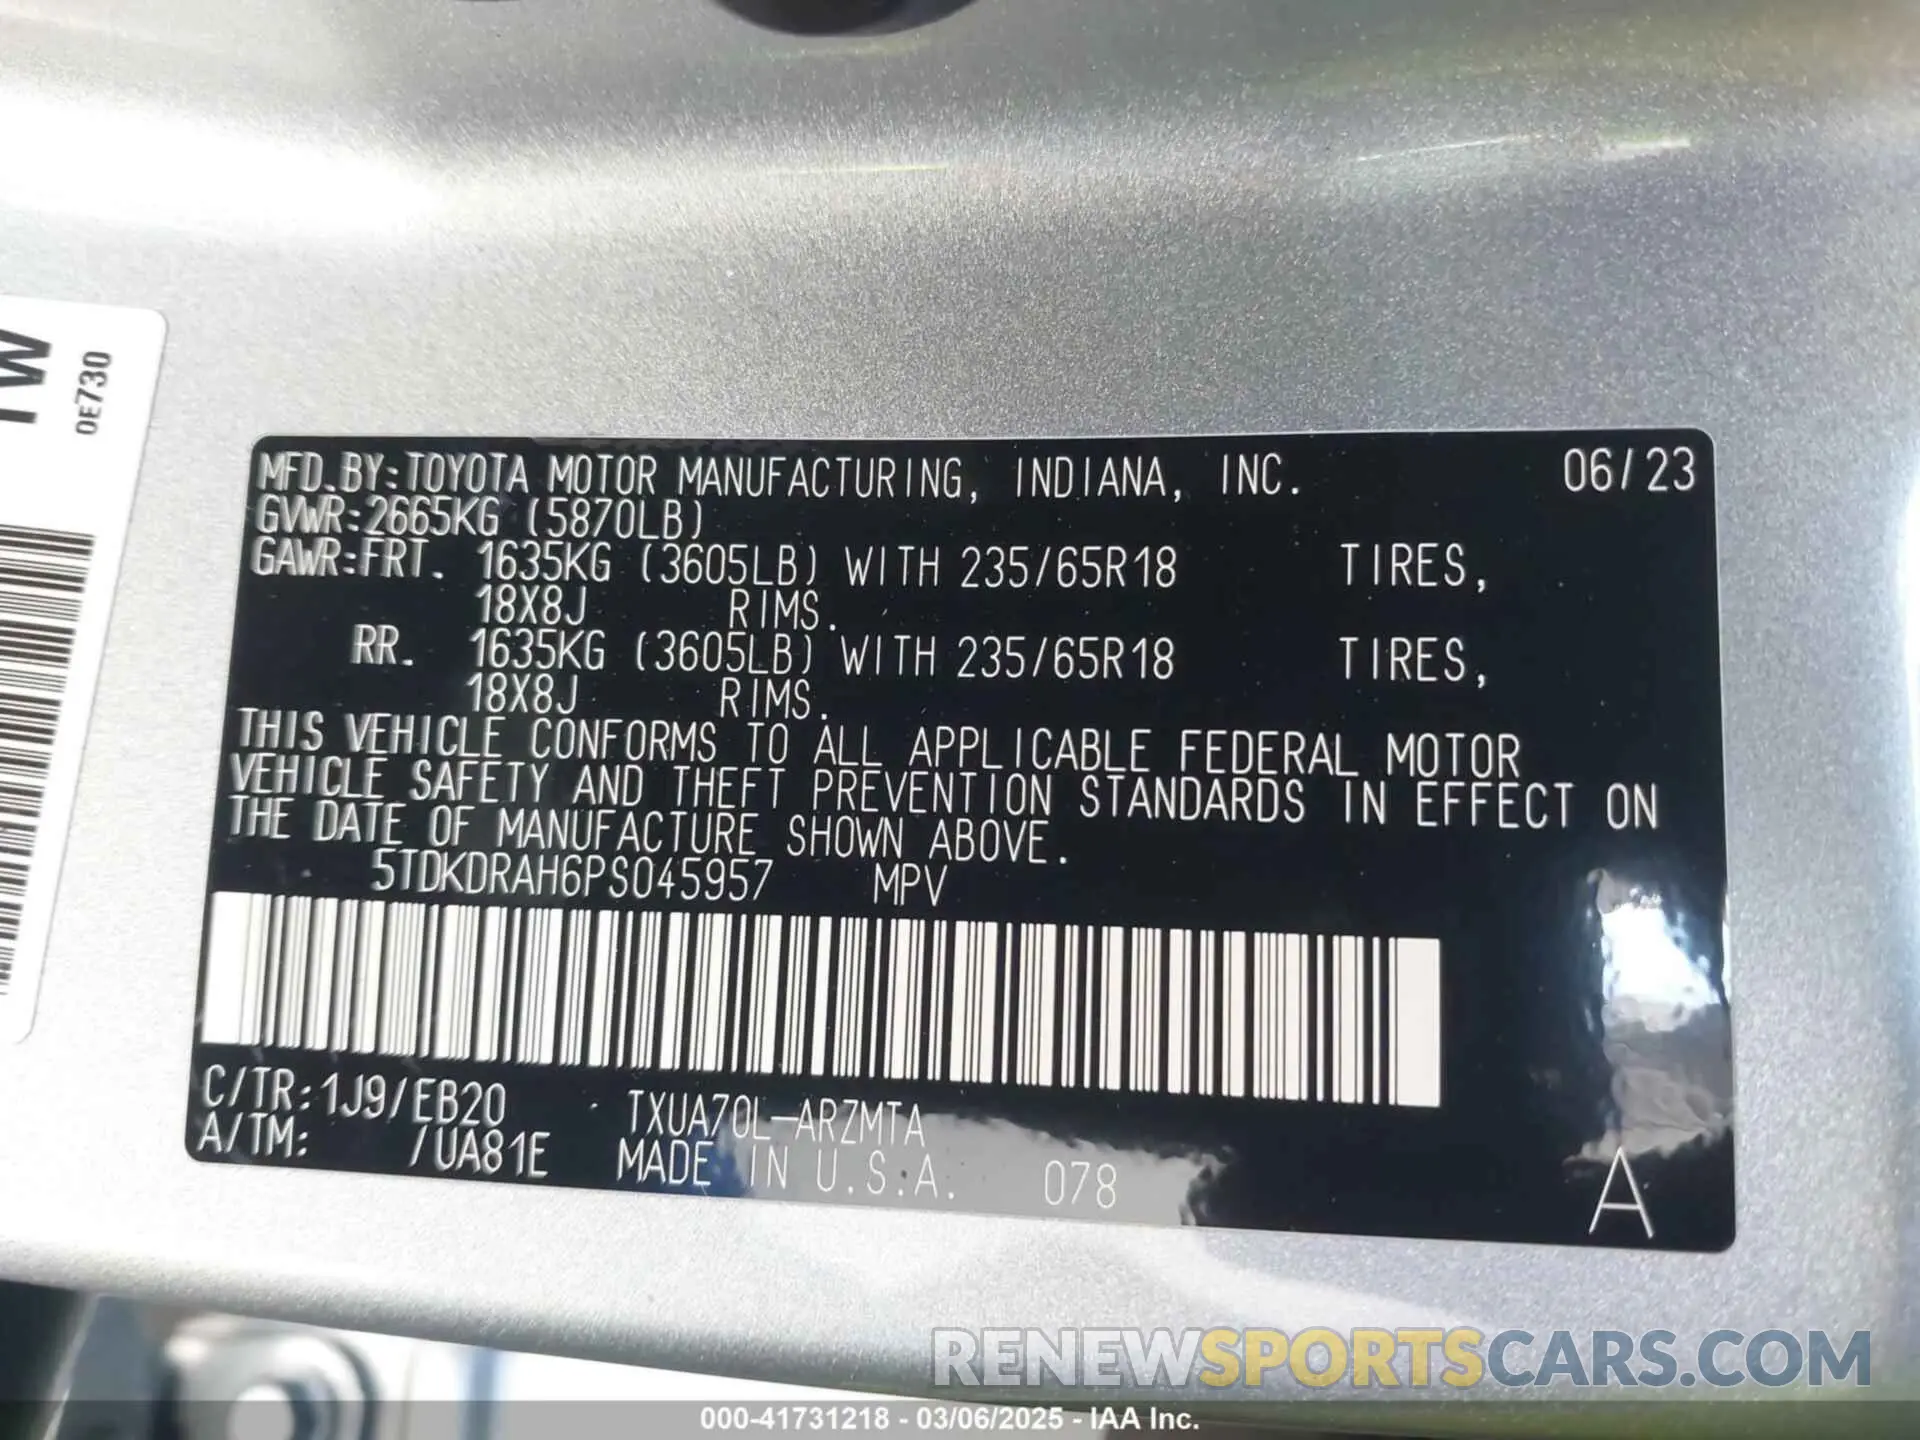 TW
OE730
MFD.BY:TOYOTA MOTOR MANUFACTURING, INDIANA, INC. 06/23
GVWR:2665KG (5870LB)
GAWR:FRT. 1635KG (3605LB) WITH 235/65R18 TIRES,
18X8J RIMS.
RR. 1635KG (3605LB) WITH 235/65R18 TIRES,
18X8J RIMS.
THIS VEHICLE CONFORMS TO ALL APPLICABLE FEDERAL MOTOR
VEHICLE SAFETY AND THEFT PREVENTION STANDARDS IN EFFECT ON
THE DATE OF MANUFACTURE SHOWN ABOVE.
5TDKDRAH6PS045957 MPV
C/TR:1J9/EB20 TXUA70L-ARZMTA
A/TM: /UA81E MADE IN U.S.A. 078
A
RENEWSPORTSCARS.COM
000-41731218 - 03/06/2025 - IAA Inc.